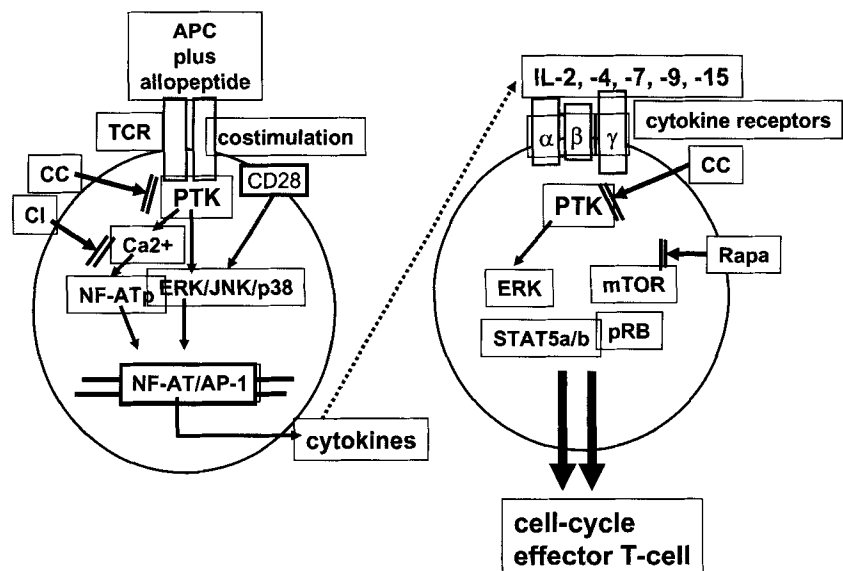 APC
plus
allopeptide
TCR
costimulation
CC
PTK
CD28
CI
Ca2+
NF-ATp
ERK/JNK/p38
NF-AT/AP-1
cytokines
IL-2, -4, -7, -9, -15
α
β
γ
cytokine receptors
CC
PTK
Rapa
ERK
mTOR
STAT5a/b
pRB
cell-cycle
effector T-cell